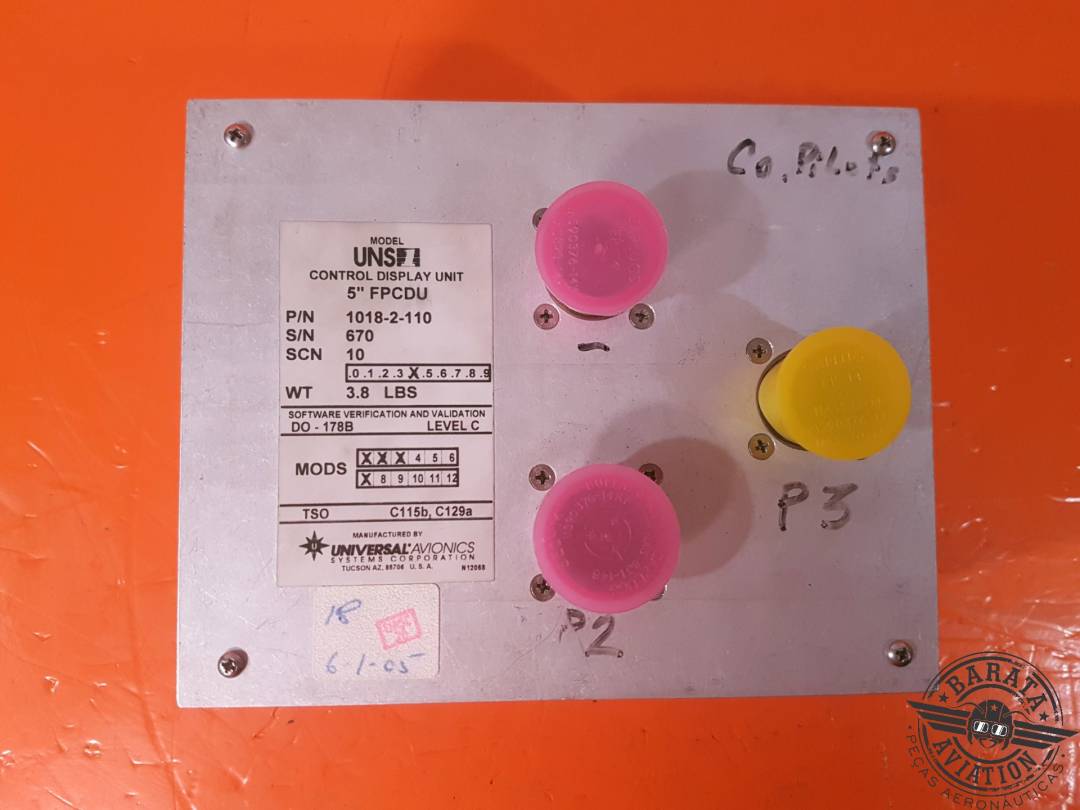 Co. Pilots
MODEL
UNS
CONTROL DISPLAY UNIT
5" FPCDU
P/N 1018-2-110
S/N 670
SCN 10
.0 .1 .2 .3 X .5 .6 .7 .8 .9
WT 3.8 LBS
SOFTWARE VERIFICATION AND VALIDATION
DO - 178B LEVEL C
MODS X X X 4 5 6
X 8 9 10 11 12
TSO C115b, C129a
MANUFACTURED BY
UNIVERSAL AVIONICS
SYSTEMS CORPORATION
TUCSON AZ, 85706 U. S. A. N12068
18
6-1-05
P3
P2
BARATA
AVIATION
PEÇAS AERONÁUTICAS